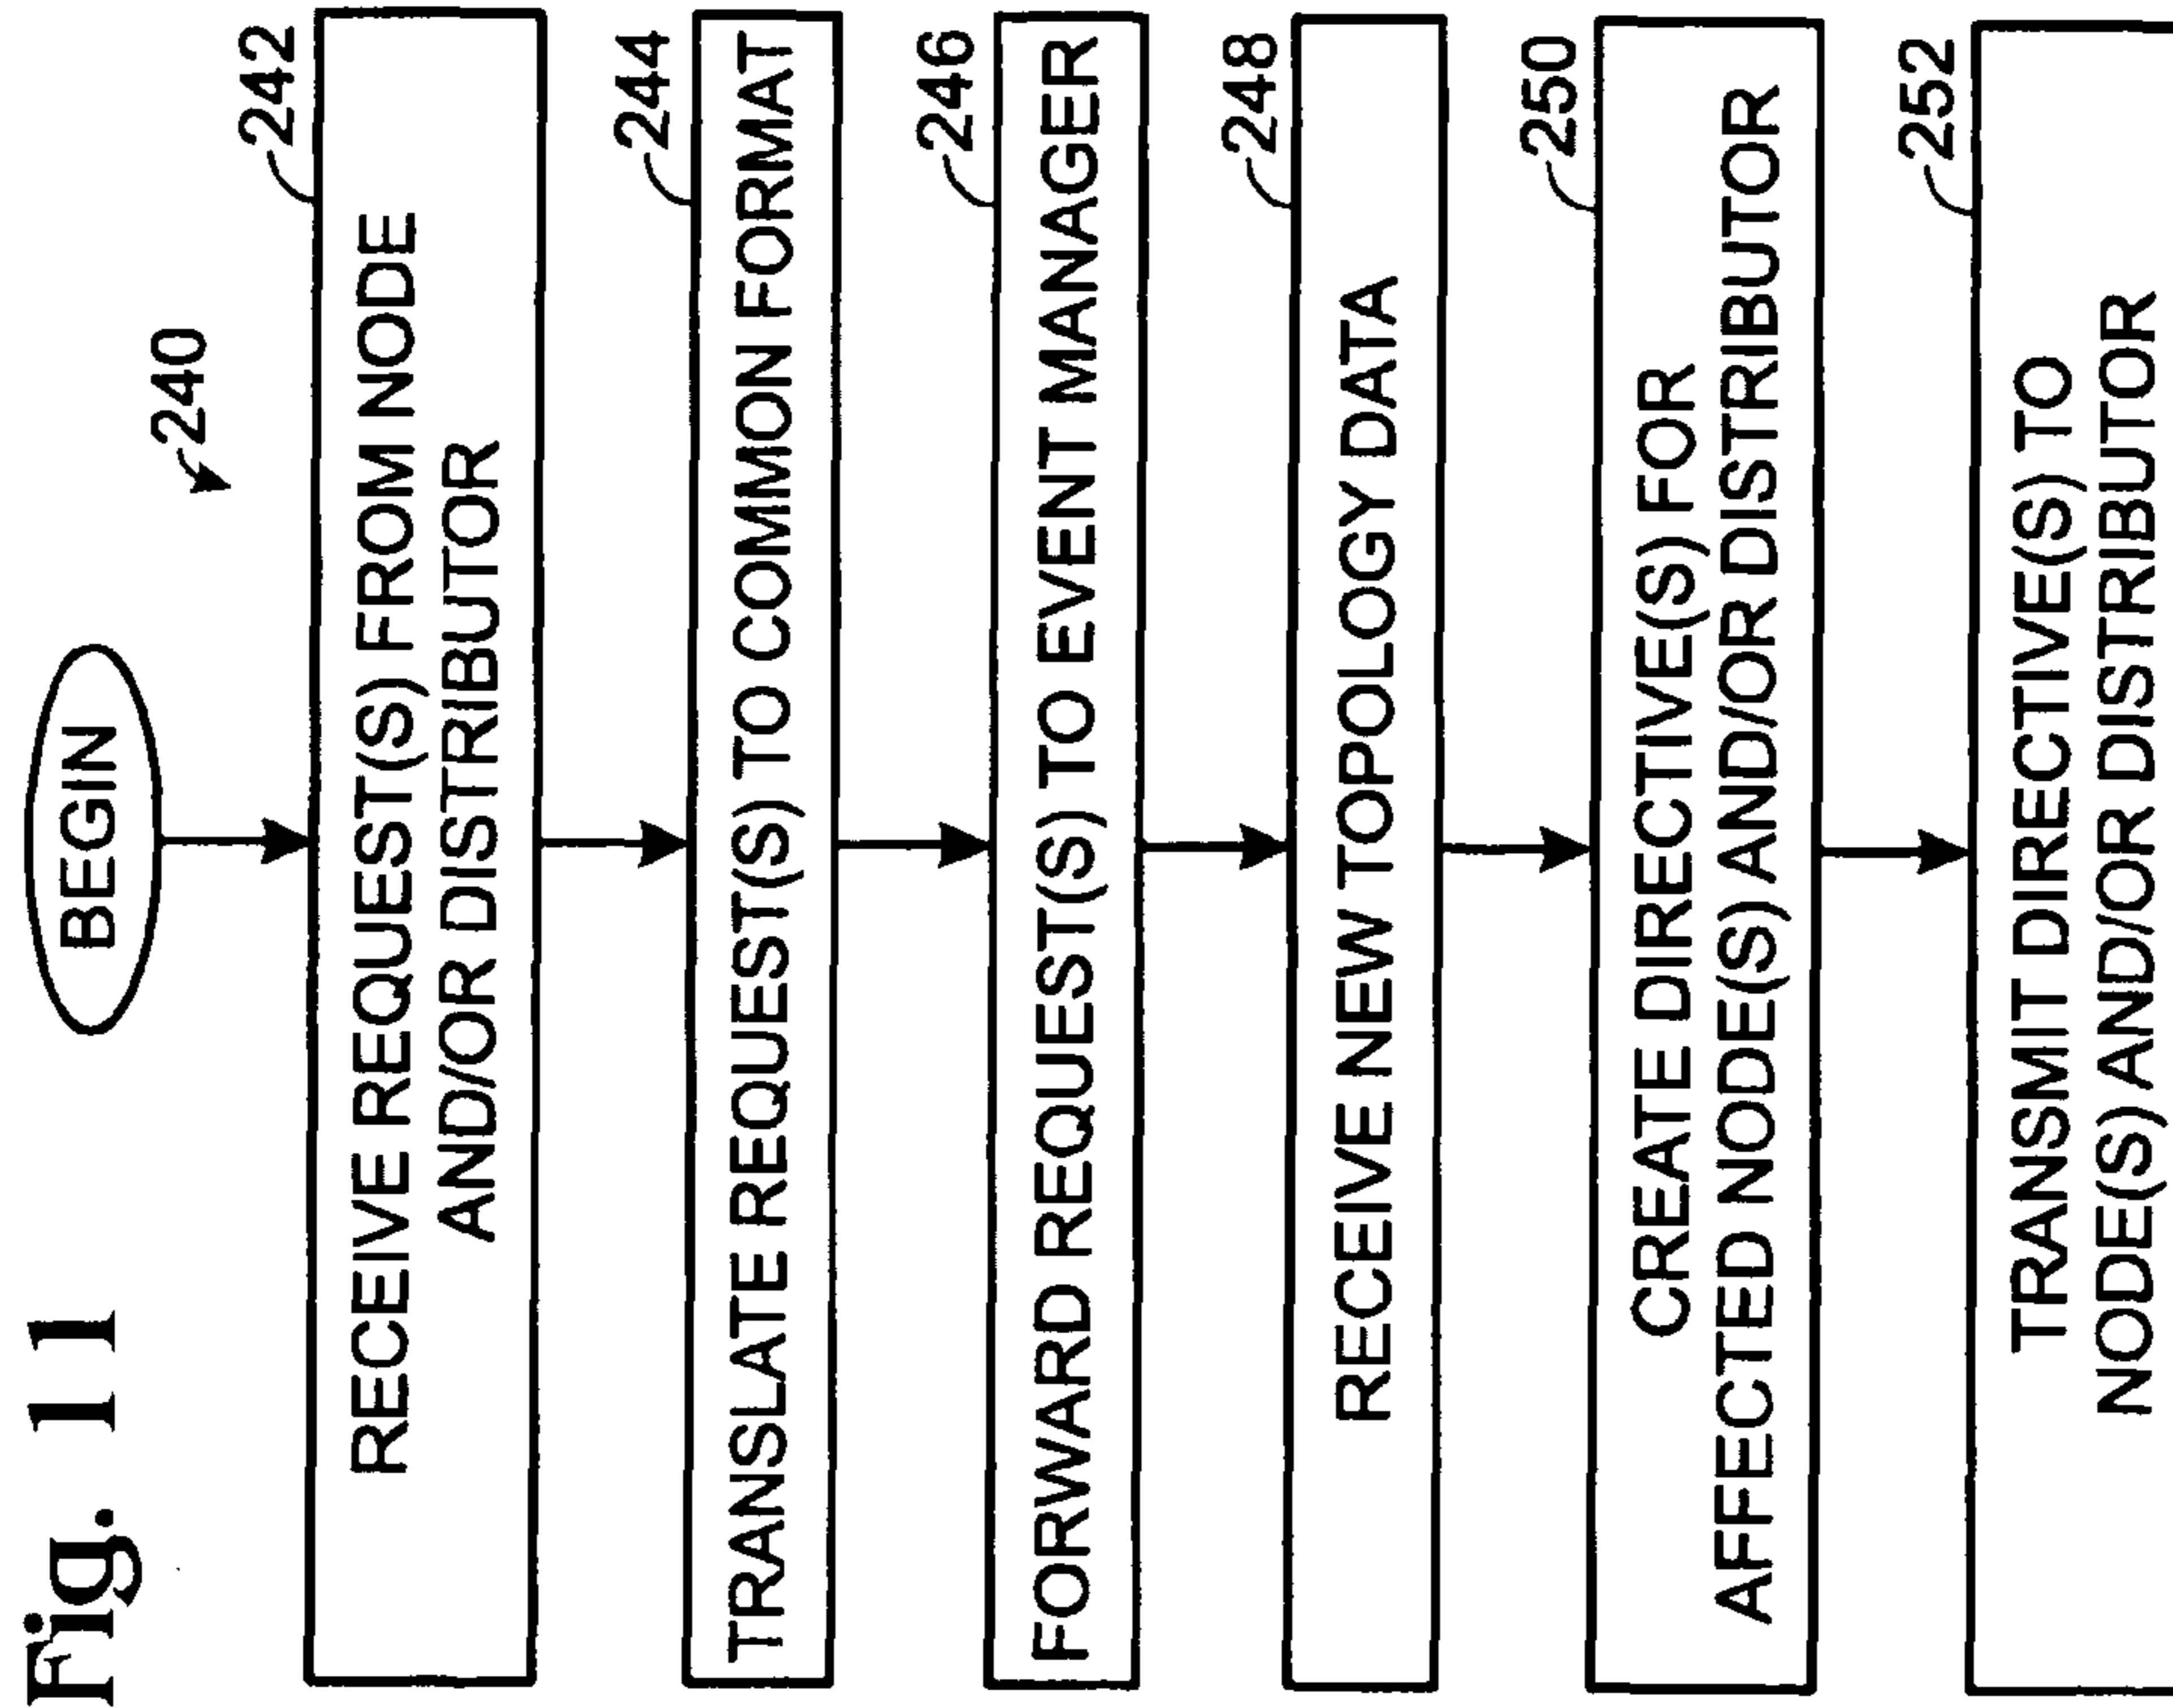 Fig. 11
BEGIN
240
242
RECEIVE REQUEST(S) FROM NODE
AND/OR DISTRIBUTOR
244
TRANSLATE REQUEST(S) TO COMMON FORMAT
246
FORWARD REQUEST(S) TO EVENT MANAGER
248
RECEIVE NEW TOPOLOGY DATA
250
CREATE DIRECTIVE(S) FOR
AFFECTED NODE(S) AND/OR DISTRIBUTOR
252
TRANSMIT DIRECTIVE(S) TO
NODE(S) AND/OR DISTRIBUTOR